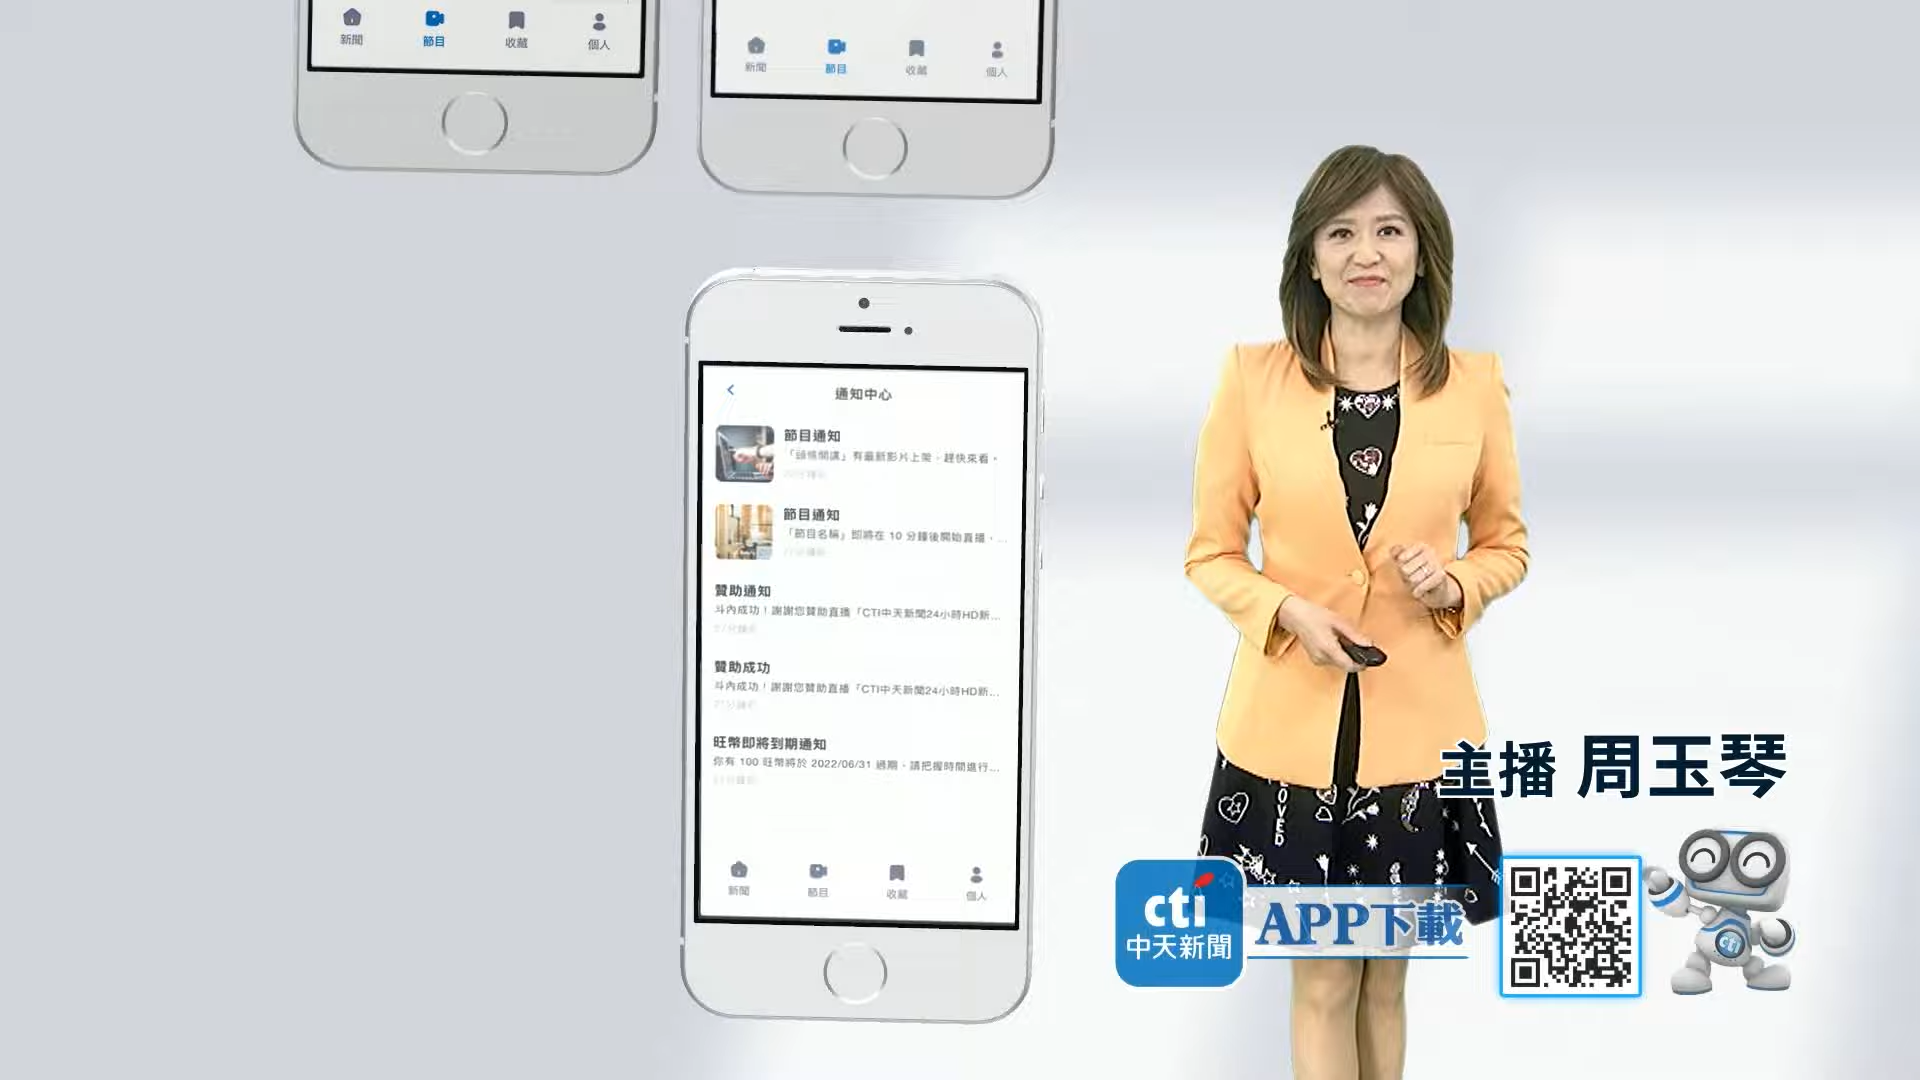 新聞 節目 收藏 個人
新聞 節目 收藏 個人
通知中心
節目通知
「頭條開講」有最新影片上架，趕快來看。
節目通知
「節目名稱」即將在 10 分鐘後開始直播，...
贊助通知
斗內成功！謝謝您贊助直播「CTI中天新聞24小時HD新...
贊助成功
斗內成功！謝謝您贊助直播「CTI中天新聞24小時HD新...
旺幣即將到期通知
你有 100 旺幣將於 2022/06/31 過期，請把握時間進行...
新聞 節目 收藏 個人
LOVED
主播 周玉琴
cti
中天新聞
APP下載
cti